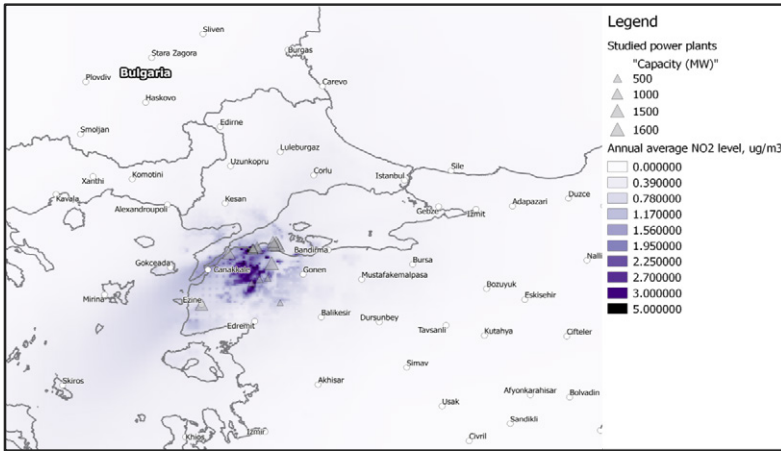 Sliven
Burgas
Stara Zagora
Bulgaria
Plovdiv
Carevo
Haskovo
Smoljan
Edirne
Luleburgaz
Uzunkopru
Corlu
Istanbul
Sile
Xanthi
Komotini
Kavala
Alexandroupoli
Kesan
Gebze
Izmit
Adapazari
Duzce
Bandirma
Gokceada
Canakkale
Gonen
Bursa
Nalli
Mustafakemalpasa
Mirina
Ezine
Bozuyuk
Eskisehir
Edremit
Balikesir
Dursunbey
Tavsanli
Kutahya
Cifteler
Simav
Skiros
Akhisar
Afyonkarahisar
Bolvadin
Usak
Sandikli
Khios
Izmir
Civril
Legend
Studied power plants
"Capacity (MW)"
500
1000
1500
1600
Annual average NO2 level, ug/m3
0.000000
0.390000
0.780000
1.170000
1.560000
1.950000
2.250000
2.700000
3.000000
5.000000